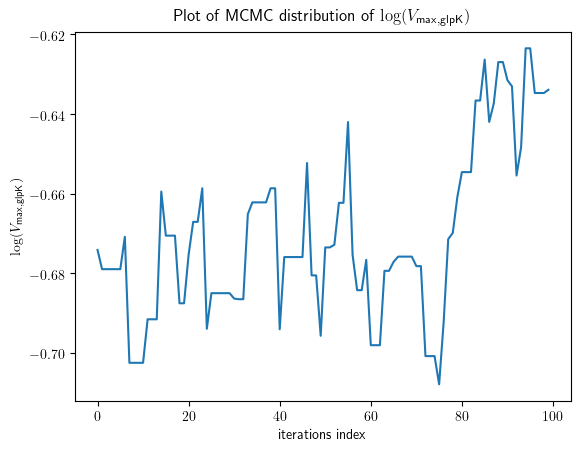 Plot of MCMC distribution of log(V_max,glpK)
−0.62
−0.64
−0.66
−0.68
−0.70
log(V_max,glpK)
0 20 40 60 80 100
iterations index